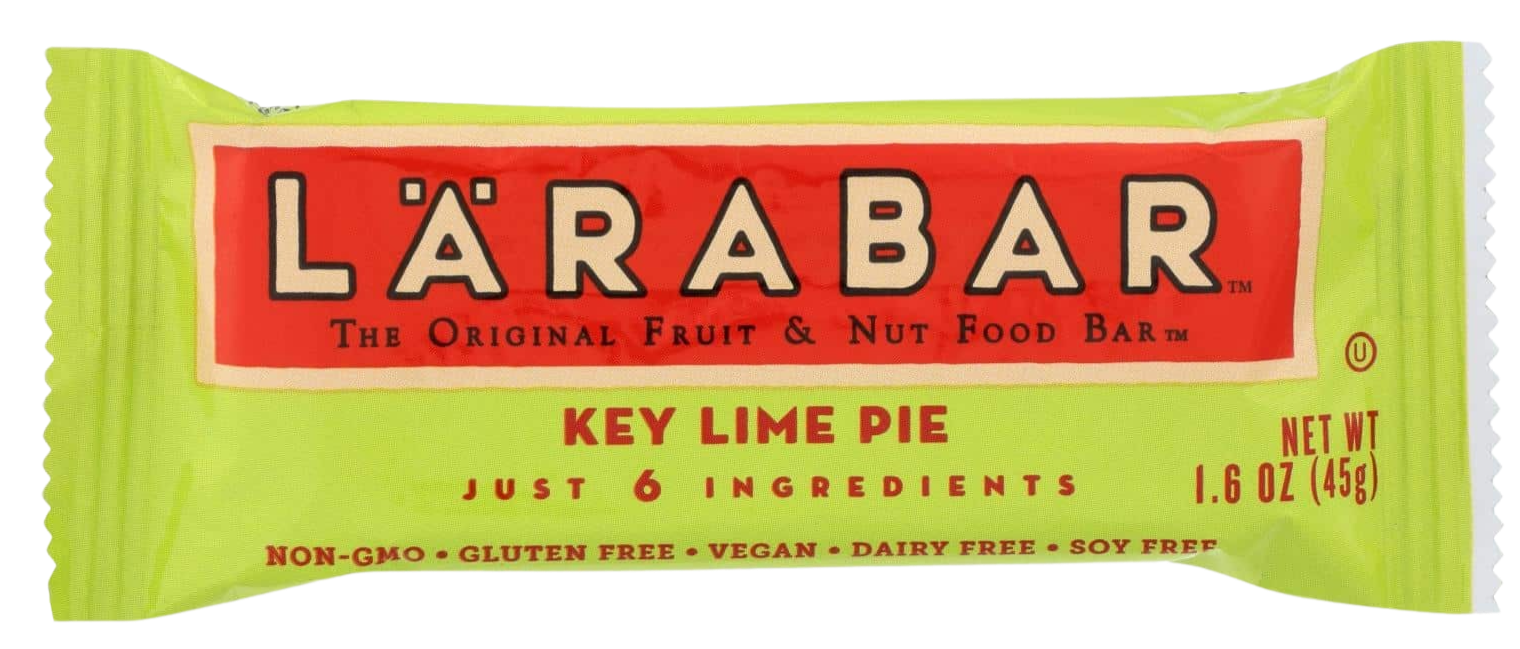 LÄRABAR™
THE ORIGINAL FRUIT & NUT FOOD BAR™
U
KEY LIME PIE
JUST 6 INGREDIENTS
NET WT
1.6 OZ (45g)
NON-GMO • GLUTEN FREE • VEGAN • DAIRY FREE • SOY FREE